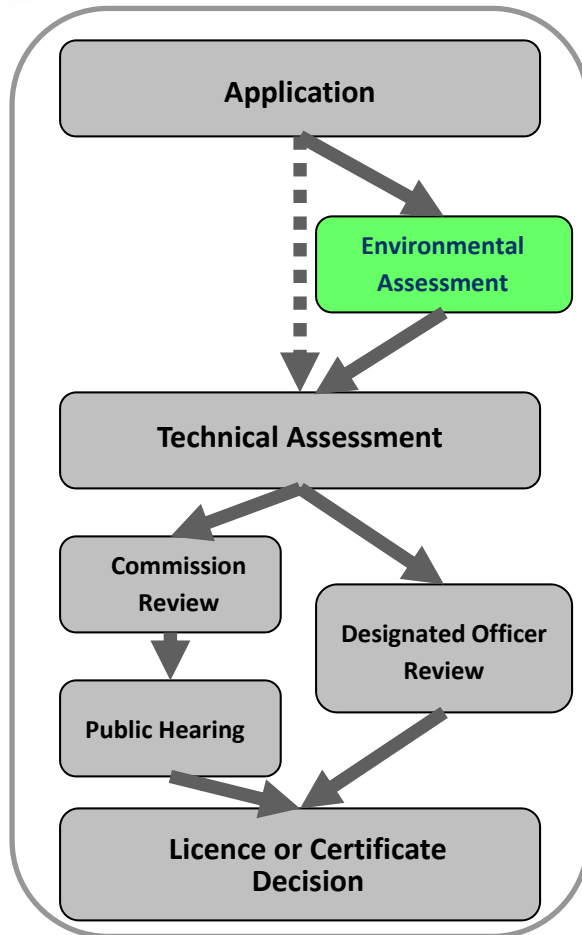 Application
Environmental
Assessment
Technical Assessment
Commission
Review
Designated Officer
Review
Public Hearing
Licence or Certificate
Decision